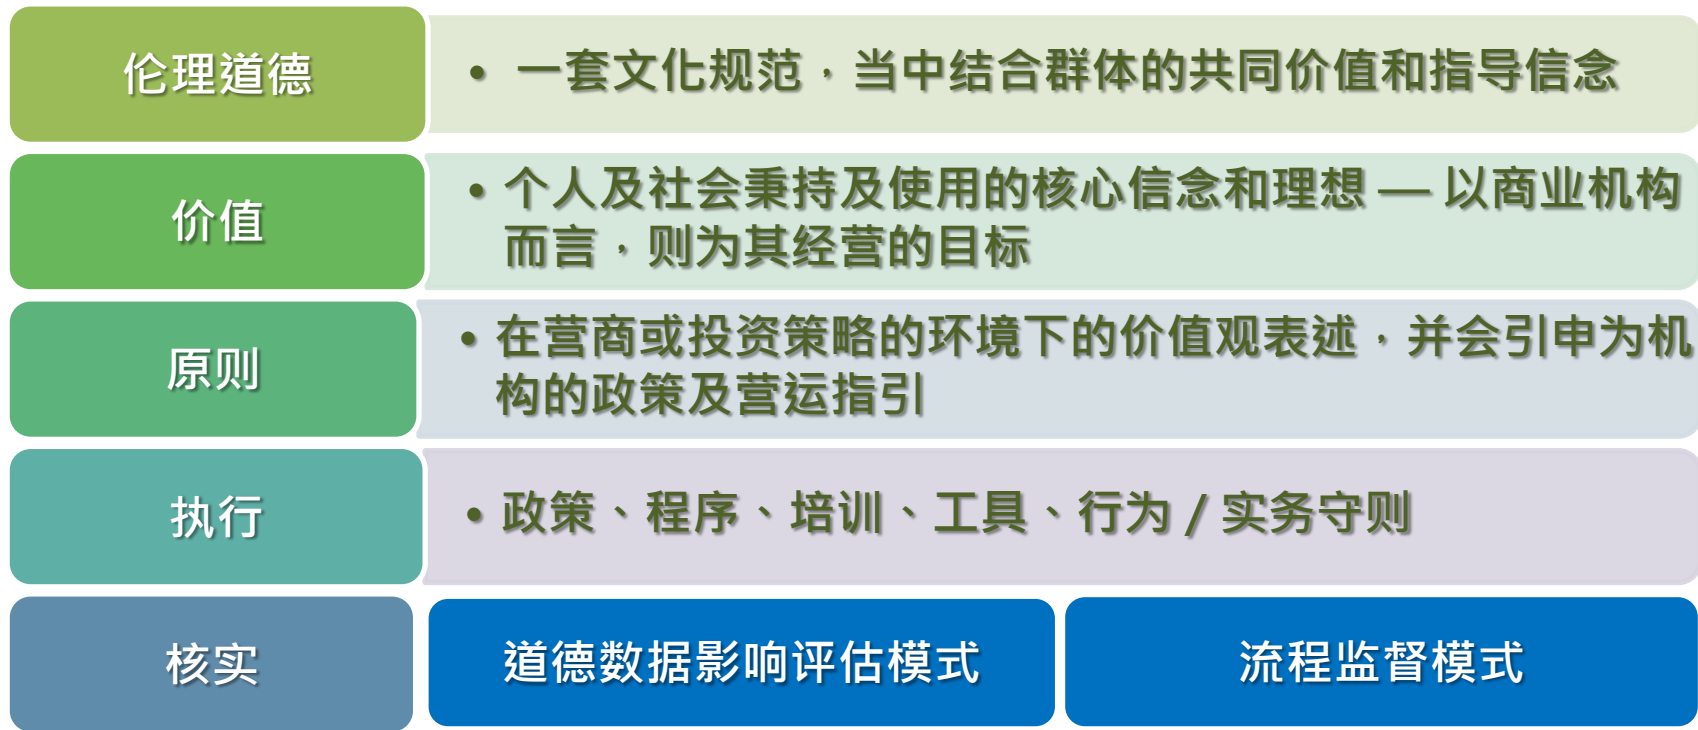 伦理道德
• 一套文化规范，当中结合群体的共同价值和指导信念
价值
• 个人及社会秉持及使用的核心信念和理想 — 以商业机构
而言，则为其经营的目标
原则
• 在营商或投资策略的环境下的价值观表述，并会引申为机
构的政策及营运指引
执行
• 政策、程序、培训、工具、行为 / 实务守则
核实
道德数据影响评估模式
流程监督模式